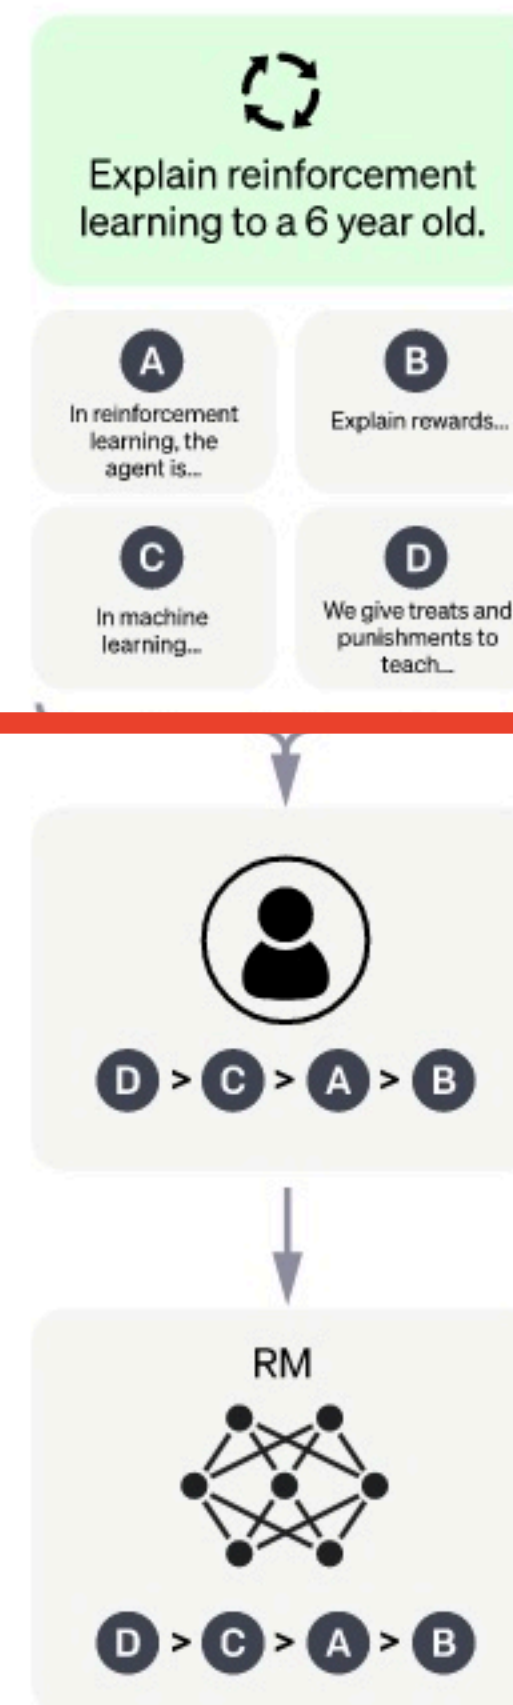 Explain reinforcement
learning to a 6 year old.
A
In reinforcement
learning, the
agent is...
B
Explain rewards...
C
In machine
learning...
D
We give treats and
punishments to
teach...
D > C > A > B
RM
D > C > A > B